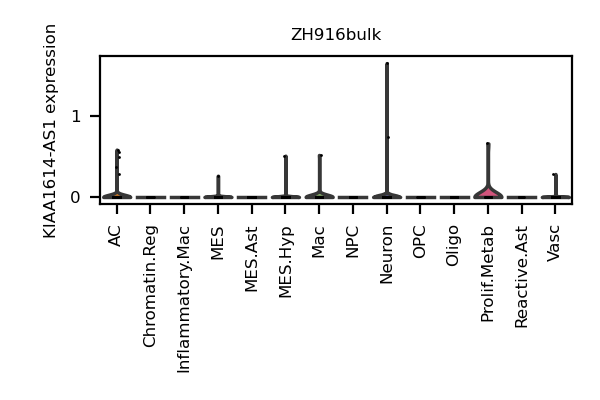 ZH916bulk
KIAA1614-AS1 expression
1
0
AC
Chromatin.Reg
Inflammatory.Mac
MES
MES.Ast
MES.Hyp
Mac
NPC
Neuron
OPC
Oligo
Prolif.Metab
Reactive.Ast
Vasc